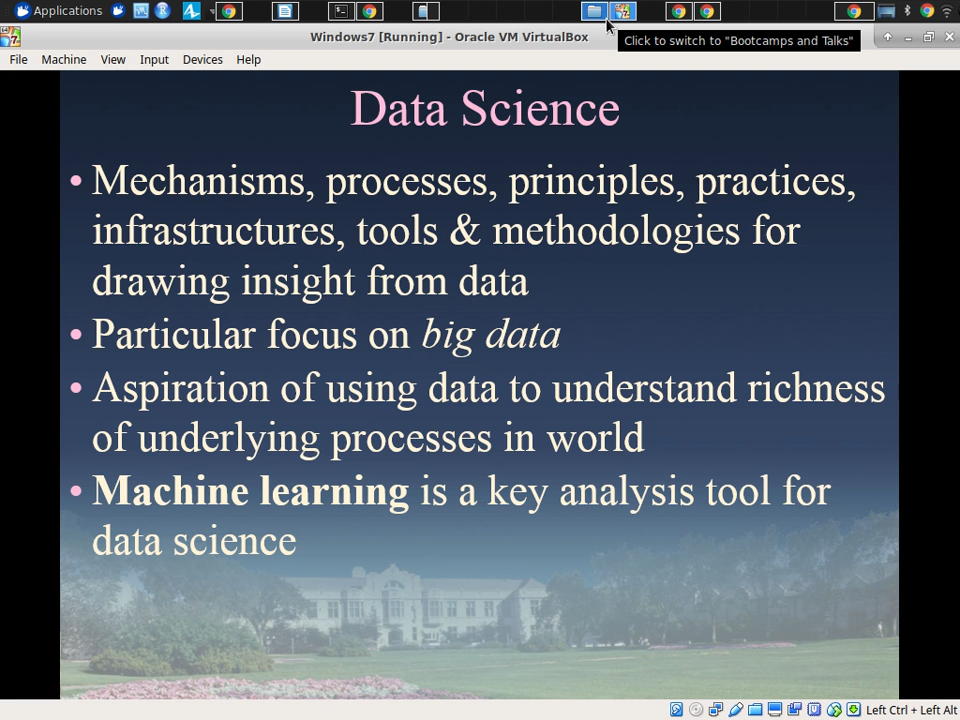 Applications
Windows7 [Running] - Oracle VM VirtualBox
Click to switch to "Bootcamps and Talks"
File Machine View Input Devices Help
Data Science
• Mechanisms, processes, principles, practices,
infrastructures, tools & methodologies for
drawing insight from data
• Particular focus on big data
• Aspiration of using data to understand richness
of underlying processes in world
• Machine learning is a key analysis tool for
data science
Left Ctrl + Left Alt